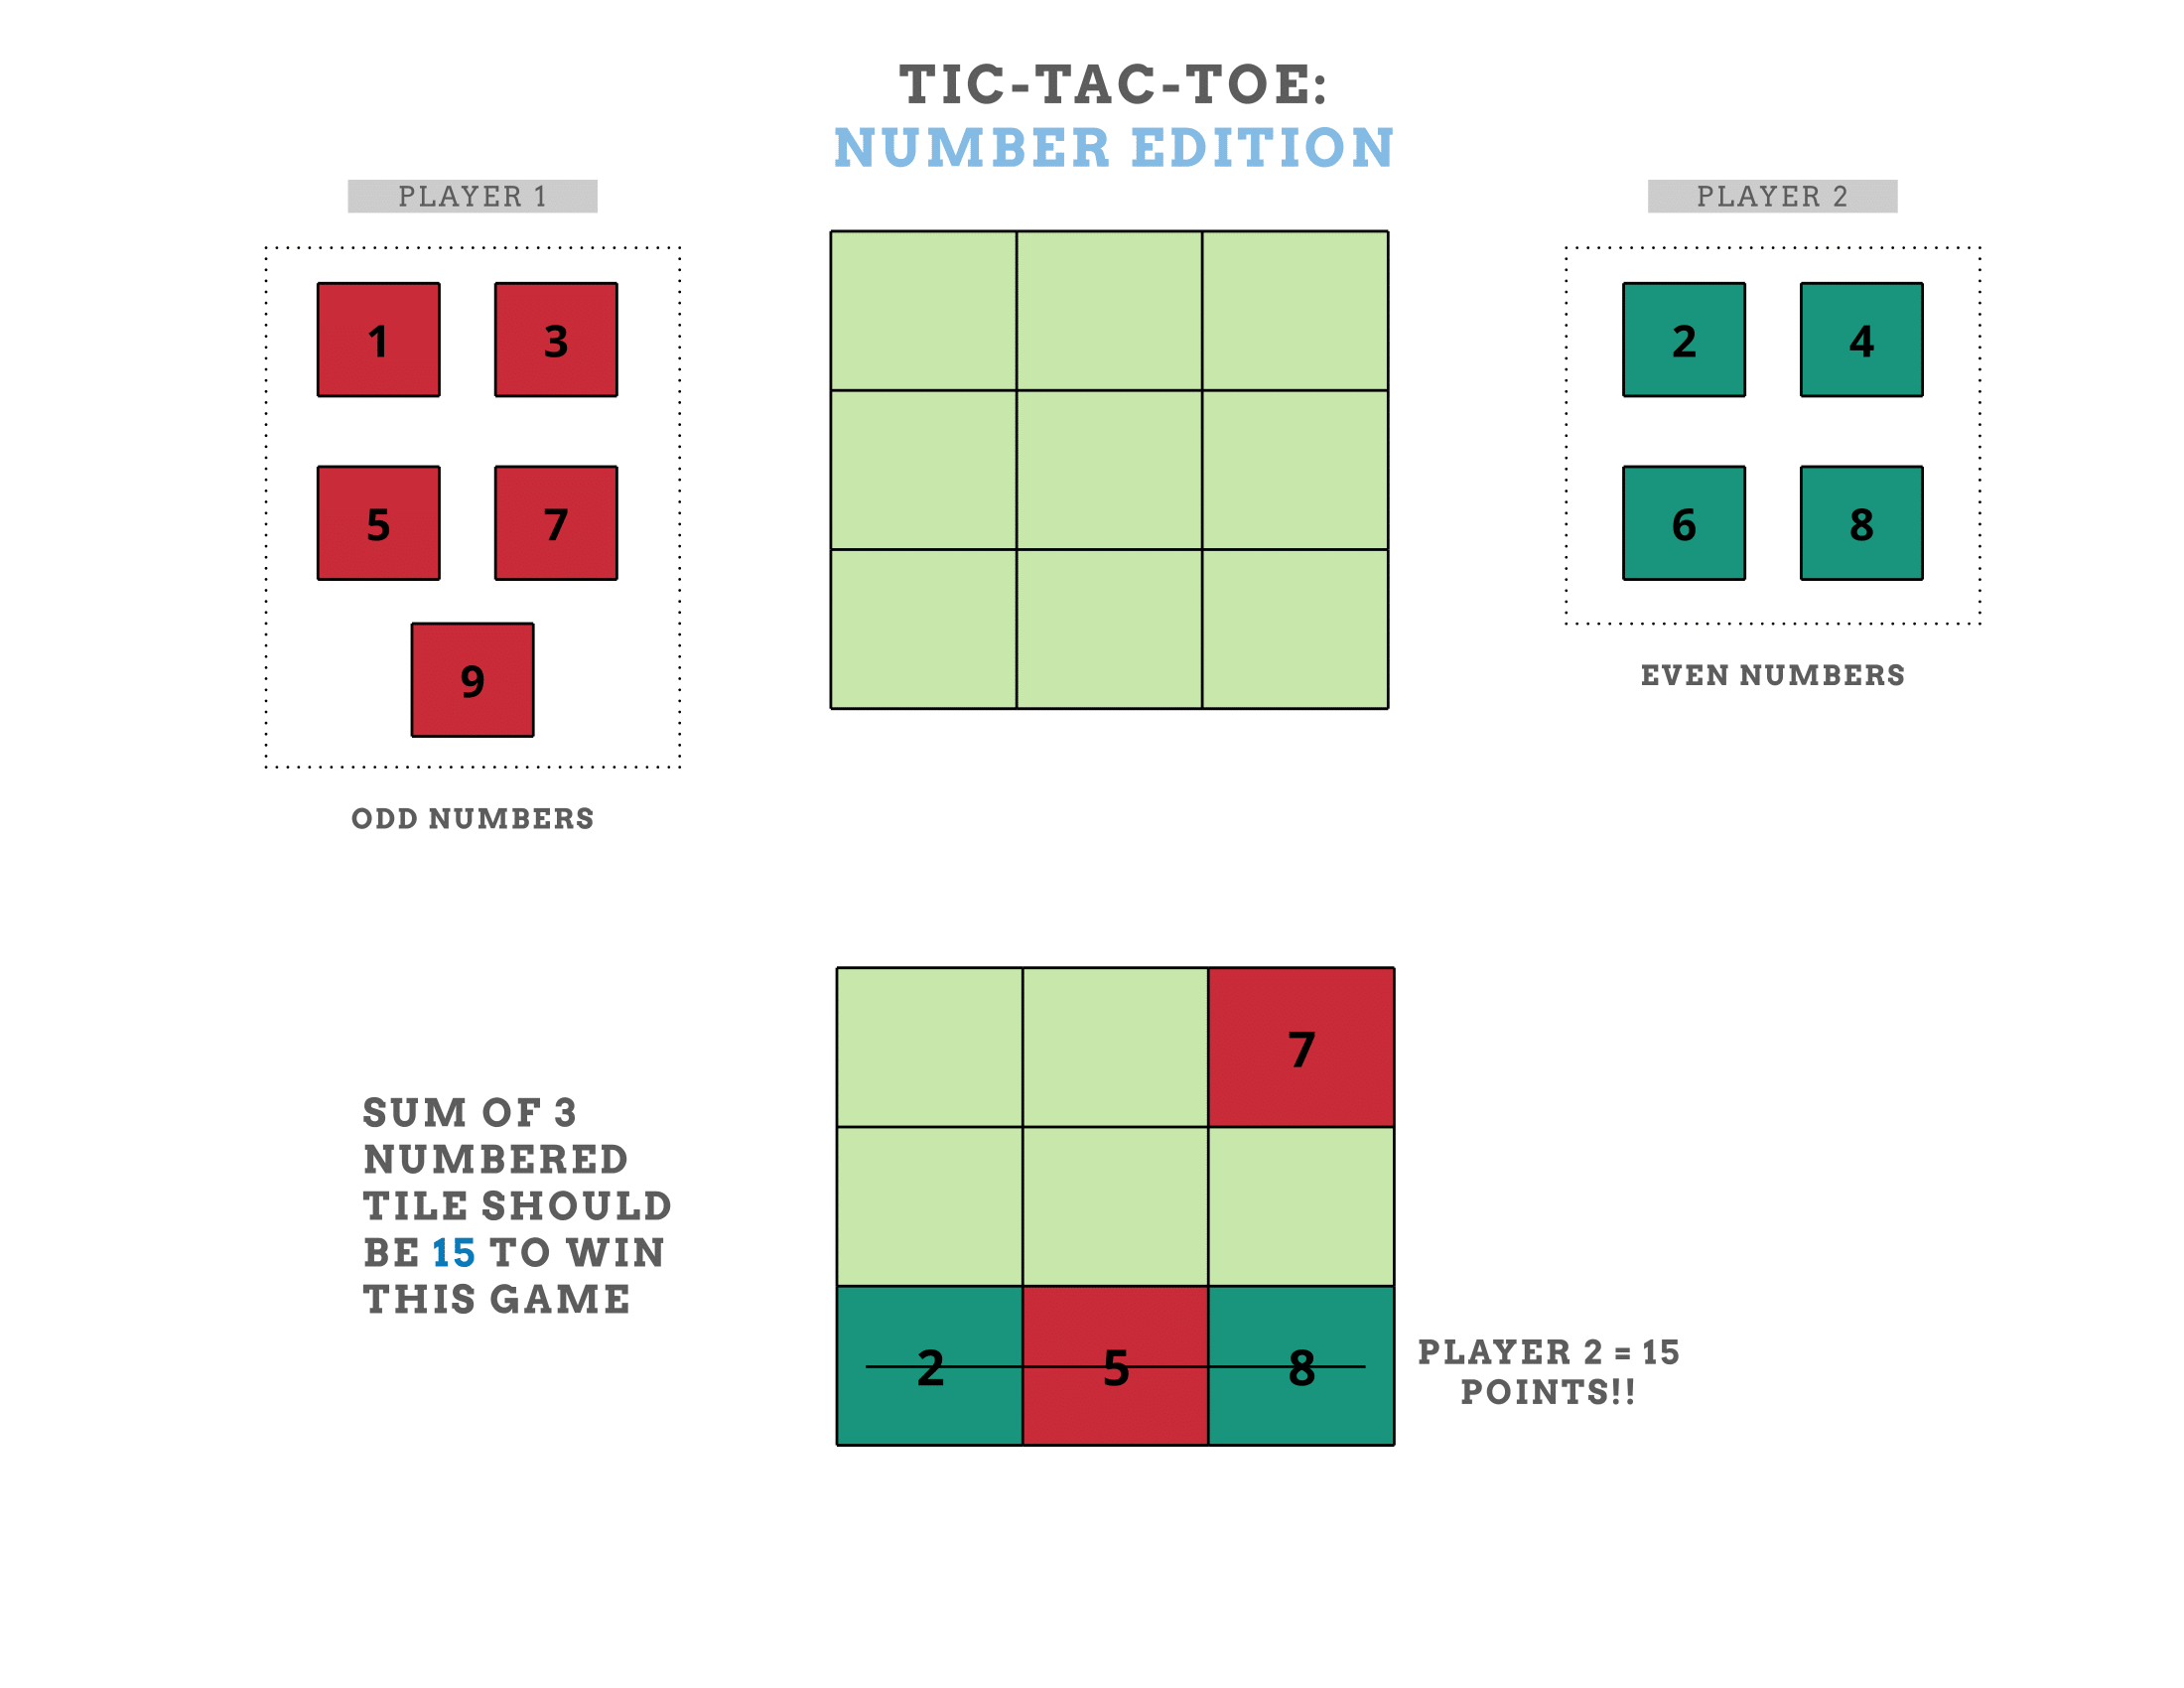 TIC-TAC-TOE:
NUMBER EDITION
PLAYER 1
PLAYER 2
1 3
2 4
5 7
6 8
9
EVEN NUMBERS
ODD NUMBERS
7
SUM OF 3
NUMBERED
TILE SHOULD
BE 15 TO WIN
THIS GAME
2 5 8
PLAYER 2 = 15
POINTS!!